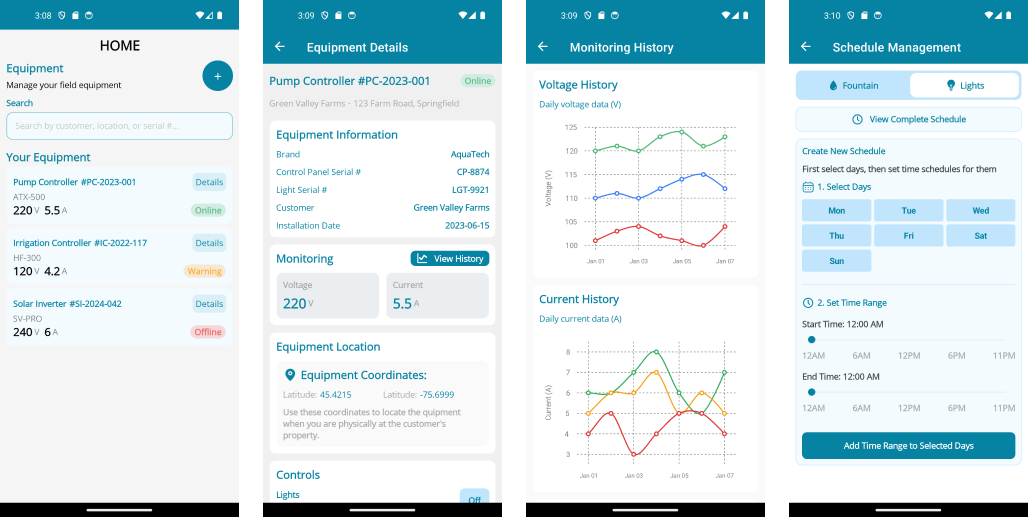 3:08
HOME
Equipment
Manage your field equipment
+
Search
Search by customer, location, or serial #...
Your Equipment
Pump Controller #PC-2023-001
Details
ATX-500
220 V 5.5 A
Online
Irrigation Controller #IC-2022-117
Details
HF-300
120 V 4.2 A
Warning
Solar Inverter #SI-2024-042
Details
SV-PRO
240 V 6 A
Offline
3:09
Equipment Details
Pump Controller #PC-2023-001
Online
Green Valley Farms - 123 Farm Road, Springfield
Equipment Information
Brand AquaTech
Control Panel Serial # CP-8874
Light Serial # LGT-9921
Customer Green Valley Farms
Installation Date 2023-06-15
Monitoring
View History
Voltage
220 V
Current
5.5 A
Equipment Location
Equipment Coordinates:
Latitude: 45.4215 Latitude: -75.6999
Use these coordinates to locate the quipment
when you are physically at the customer's
property.
Controls
Lights
Off
3:09
Monitoring History
Voltage History
Daily voltage data (V)
125
120
115
110
105
100
Voltage (V)
Jan 01 Jan 03 Jan 05 Jan 07
Current History
Daily current data (A)
8
7
6
5
4
3
Current (A)
Jan 01 Jan 03 Jan 05 Jan 07
3:10
Schedule Management
Fountain
Lights
View Complete Schedule
Create New Schedule
First select days, then set time schedules for them
1. Select Days
Mon Tue Wed
Thu Fri Sat
Sun
2. Set Time Range
Start Time: 12:00 AM
12AM 6AM 12PM 6PM 11PM
End Time: 12:00 AM
12AM 6AM 12PM 6PM 11PM
Add Time Range to Selected Days